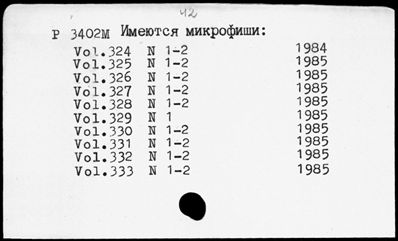 42
P 3402M Имеются микрофиши:
Vol.324 N 1-2 1984
Vol.325 N 1-2 1985
Vol.326 N 1-2 1985
Vol.327 N 1-2 1985
Vol.328 N 1-2 1985
Vol.329 N 1 1985
Vol.330 N 1-2 1985
Vol.331 N 1-2 1985
Vol.332 N 1-2 1985
Vol.333 N 1-2 1985